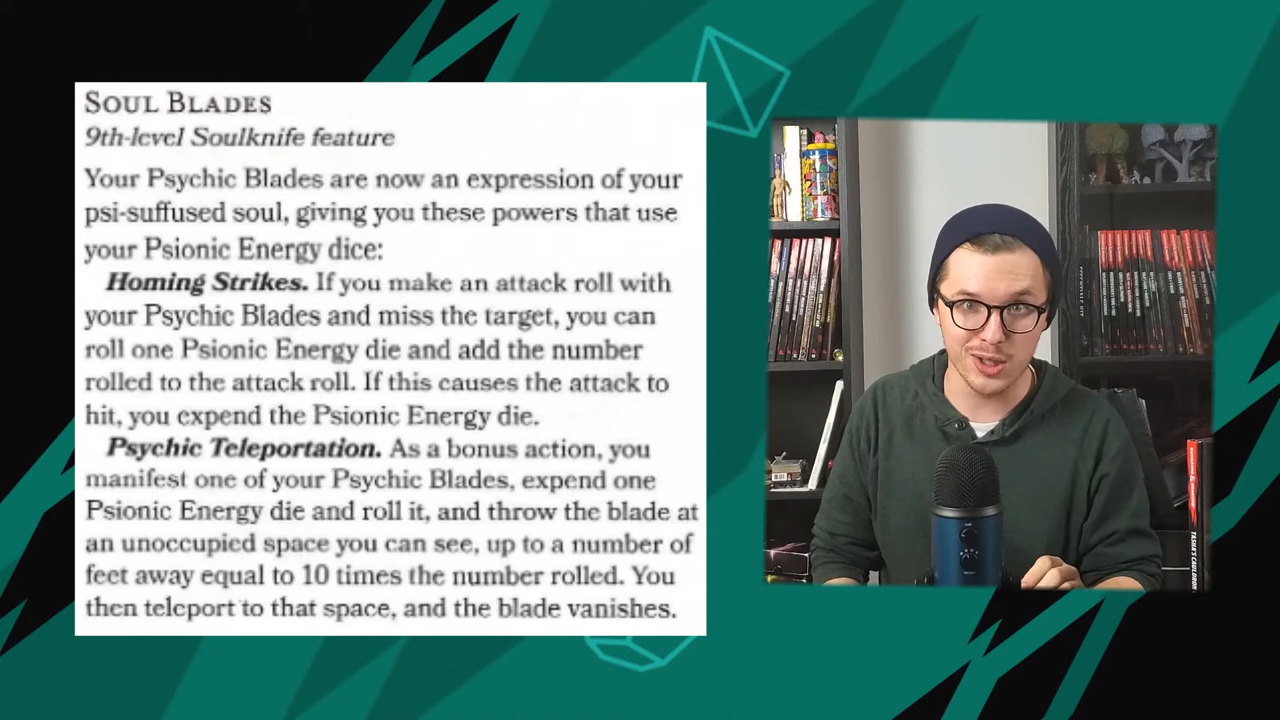 SOUL BLADES
9th-level Soulknife feature
Your Psychic Blades are now an expression of your
psi-suffused soul, giving you these powers that use
your Psionic Energy dice:
Homing Strikes. If you make an attack roll with
your Psychic Blades and miss the target, you can
roll one Psionic Energy die and add the number
rolled to the attack roll. If this causes the attack to
hit, you expend the Psionic Energy die.
Psychic Teleportation. As a bonus action, you
manifest one of your Psychic Blades, expend one
Psionic Energy die and roll it, and throw the blade at
an unoccupied space you can see, up to a number of
feet away equal to 10 times the number rolled. You
then teleport to that space, and the blade vanishes.
TASHA'S CAULDRON